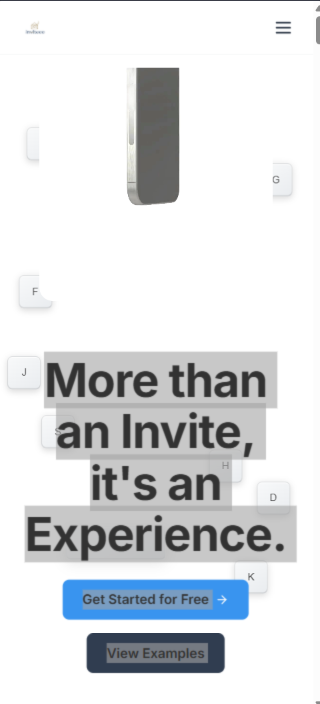 G
F
J
More than
an Invite,
H
it's an
D
Experience.
K
Get Started for Free
View Examples